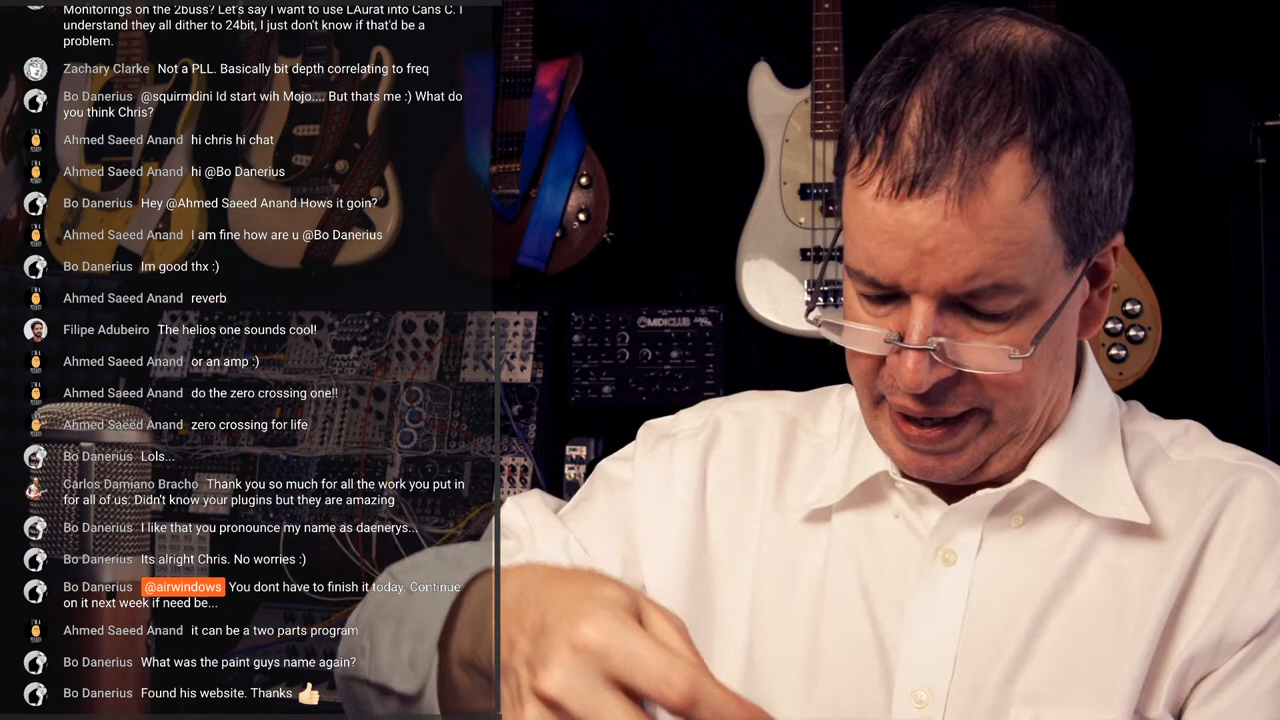 Monitorings on the 2buss? Let's say I want to use LAurat into Cans C. I
understand they all dither to 24bit, I just don't know if that'd be a
problem.
Zachary Clarke Not a PLL. Basically bit depth correlating to freq
Bo Danerius @squirmdini Id start wih Mojo.... But thats me :) What do
you think Chris?
Ahmed Saeed Anand hi chris hi chat
Ahmed Saeed Anand hi @Bo Danerius
Bo Danerius Hey @Ahmed Saeed Anand Hows it goin?
Ahmed Saeed Anand I am fine how are u @Bo Danerius
Bo Danerius Im good thx :)
Ahmed Saeed Anand reverb
Filipe Adubeiro The helios one sounds cool!
Ahmed Saeed Anand or an amp :)
Ahmed Saeed Anand do the zero crossing one!!
Ahmed Saeed Anand zero crossing for life
Bo Danerius Lols...
Carlos Damiano Bracho Thank you so much for all the work you put in
for all of us. Didn't know your plugins but they are amazing
Bo Danerius I like that you pronounce my name as daenerys...
Bo Danerius Its alright Chris. No worries :)
Bo Danerius @airwindows You dont have to finish it today. Continue
on it next week if need be...
Ahmed Saeed Anand it can be a two parts program
Bo Danerius What was the paint guys name again?
Bo Danerius Found his website. Thanks
MIDICLUB